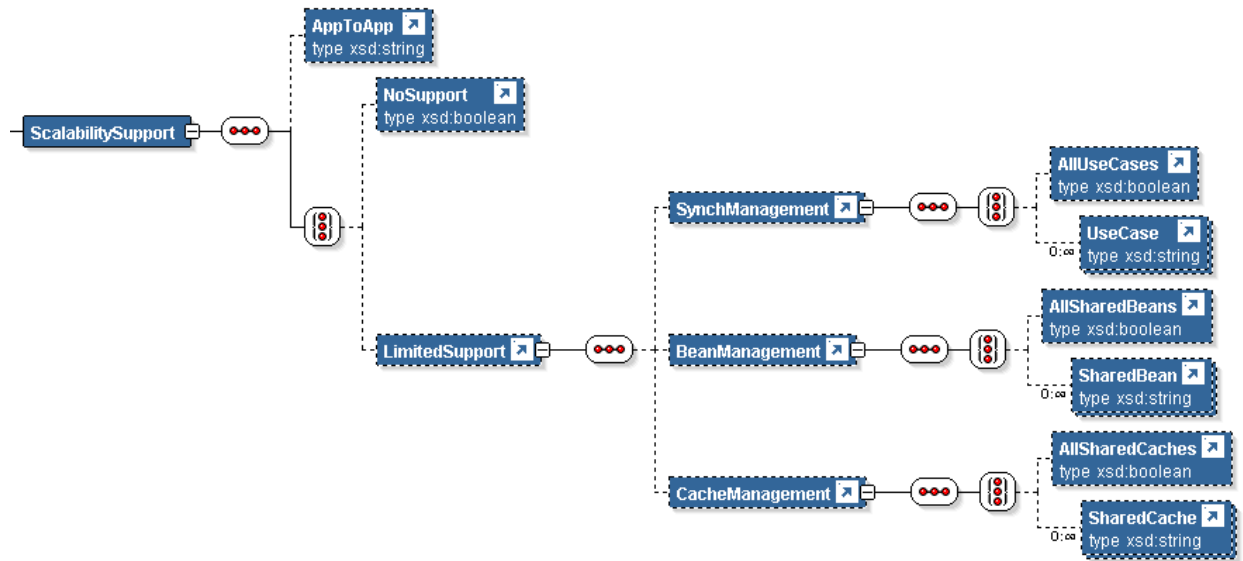 AppToApp
type xsd:string
NoSupport
type xsd:boolean
ScalabilitySupport
AllUseCases
type xsd:boolean
SynchManagement
UseCase
0:∞
type xsd:string
AllSharedBeans
type xsd:boolean
LimitedSupport
BeanManagement
SharedBean
0:∞
type xsd:string
AllSharedCaches
type xsd:boolean
CacheManagement
SharedCache
0:∞
type xsd:string